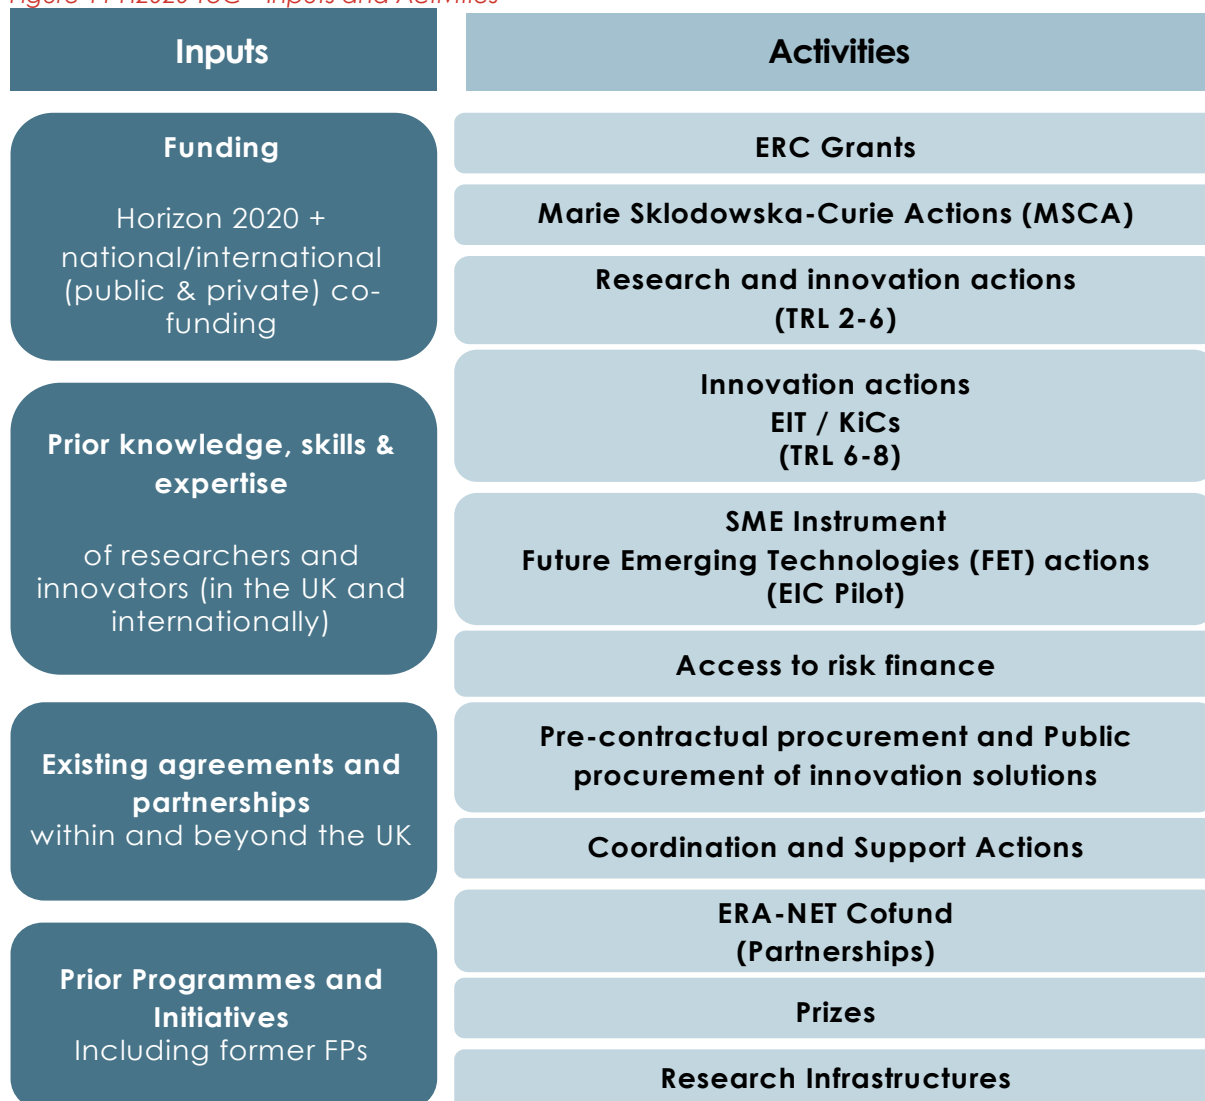 Inputs and Activities
Inputs
Funding
Horizon 2020 +
national/international
(public & private) co-
funding
Prior knowledge, skills &
expertise
of researchers and
innovators (in the UK and
internationally)
Existing agreements and
partnerships
within and beyond the UK
Prior Programmes and
Initiatives
Including former FPs
Activities
ERC Grants
Marie Sklodowska-Curie Actions (MSCA)
Research and innovation actions
(TRL 2-6)
Innovation actions
EIT / KiCs
(TRL 6-8)
SME Instrument
Future Emerging Technologies (FET) actions
(EIC Pilot)
Access to risk finance
Pre-contractual procurement and Public
procurement of innovation solutions
Coordination and Support Actions
ERA-NET Cofund
(Partnerships)
Prizes
Research Infrastructures